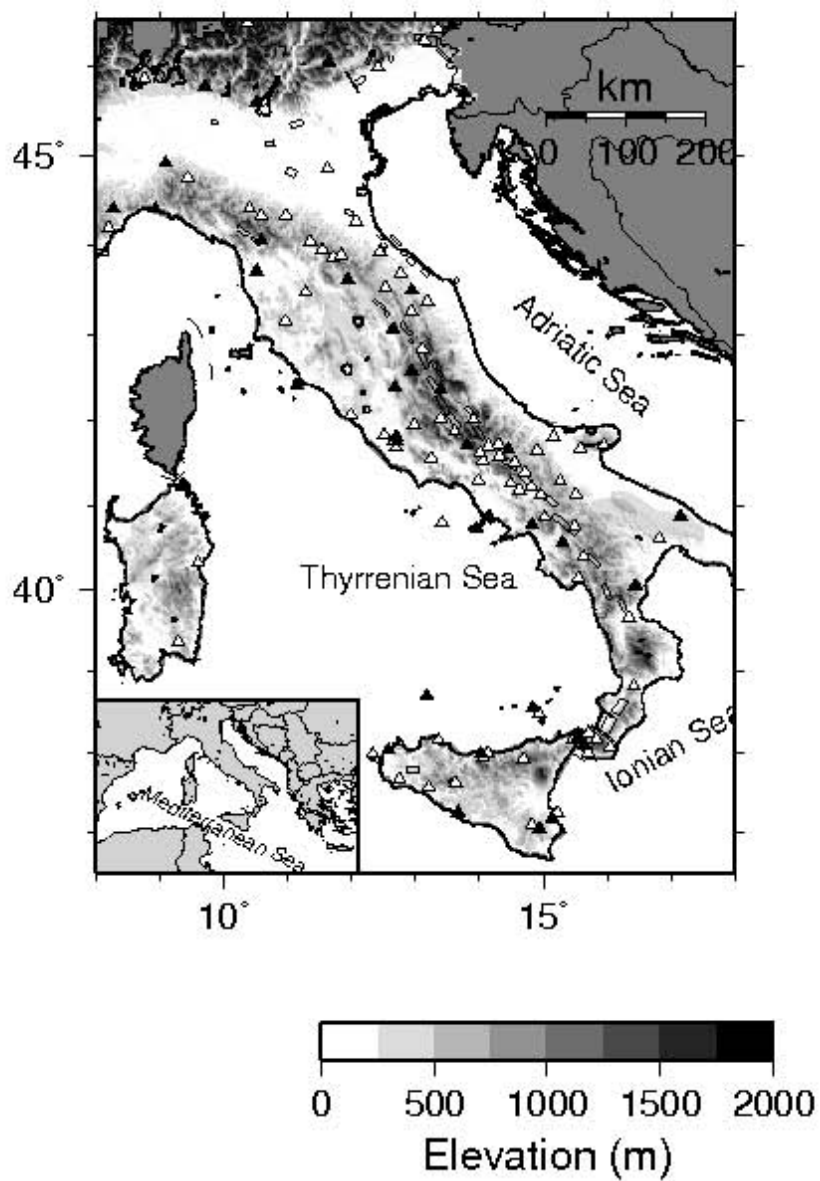 km
0 100 200
45°
Adriatic Sea
40°
Thyrrenian Sea
Ionian Sea
Mediterranean Sea
10° 15°
0 500 1000 1500 2000
Elevation (m)